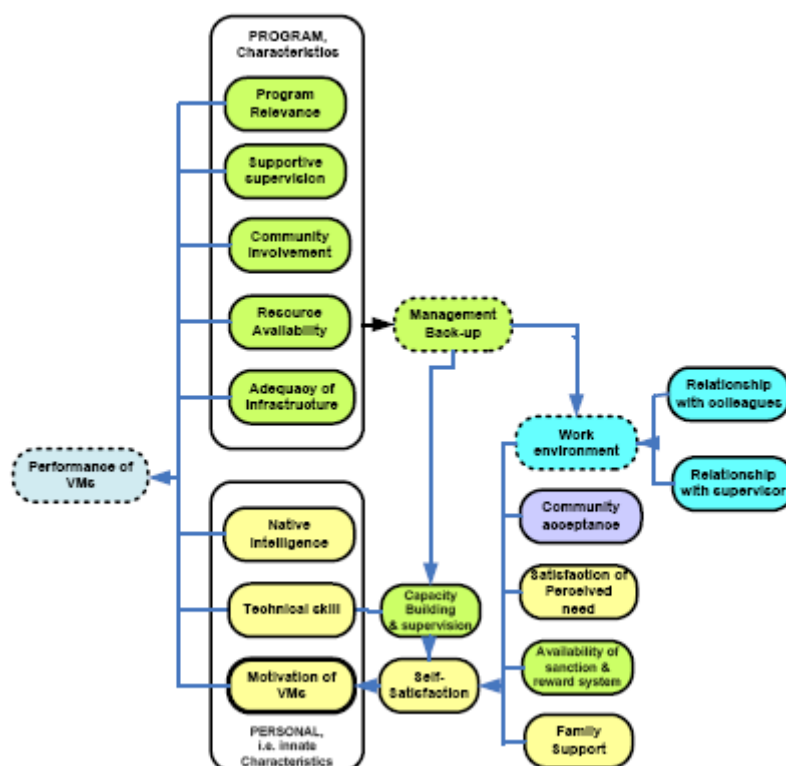 PROGRAM,
Characteristics
Program
Relevance
Supportive
supervision
Community
Involvement
Resource
Availability
Adequacy of
Infrastructure
Management
Back-up
Relationship
with colleagues
Work
environment
Relationship
with supervisor
Performance of
VMs
Native
Intelligence
Technical skill
Motivation of
VMs
PERSONAL,
i.e. innate
Characteristics
Capacity
Building
& supervision
Self-
Satisfaction
Community
acceptance
Satisfaction of
Perceived
need
Availability of
sanction &
reward system
Family
Support